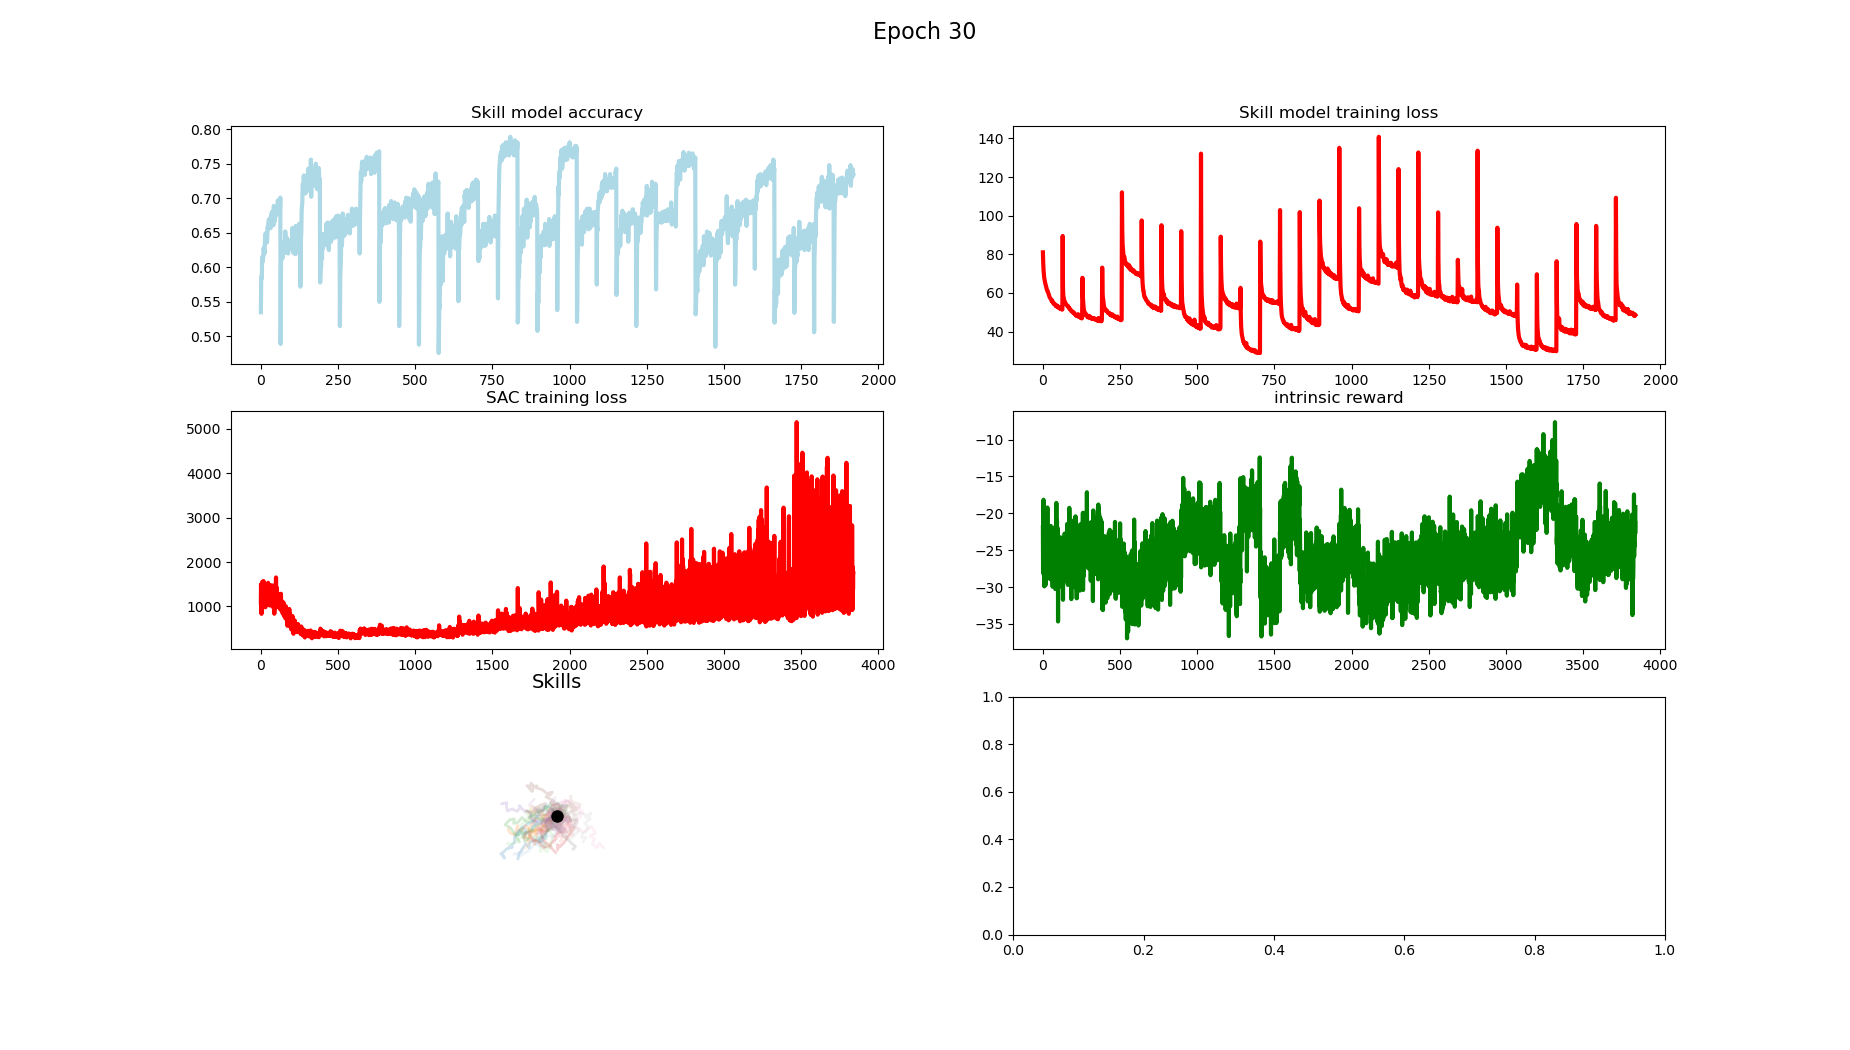 Epoch 30
Skill model accuracy
0.80
0.75
0.70
0.65
0.60
0.55
0.50
0 250 500 750 1000 1250 1500 1750 2000
Skill model training loss
140
120
100
80
60
40
0 250 500 750 1000 1250 1500 1750 2000
SAC training loss
5000
4000
3000
2000
1000
0 500 1000 1500 2000 2500 3000 3500 4000
intrinsic reward
−10
−15
−20
−25
−30
−35
0 500 1000 1500 2000 2500 3000 3500 4000
Skills
1.0
0.8
0.6
0.4
0.2
0.0
0.0 0.2 0.4 0.6 0.8 1.0